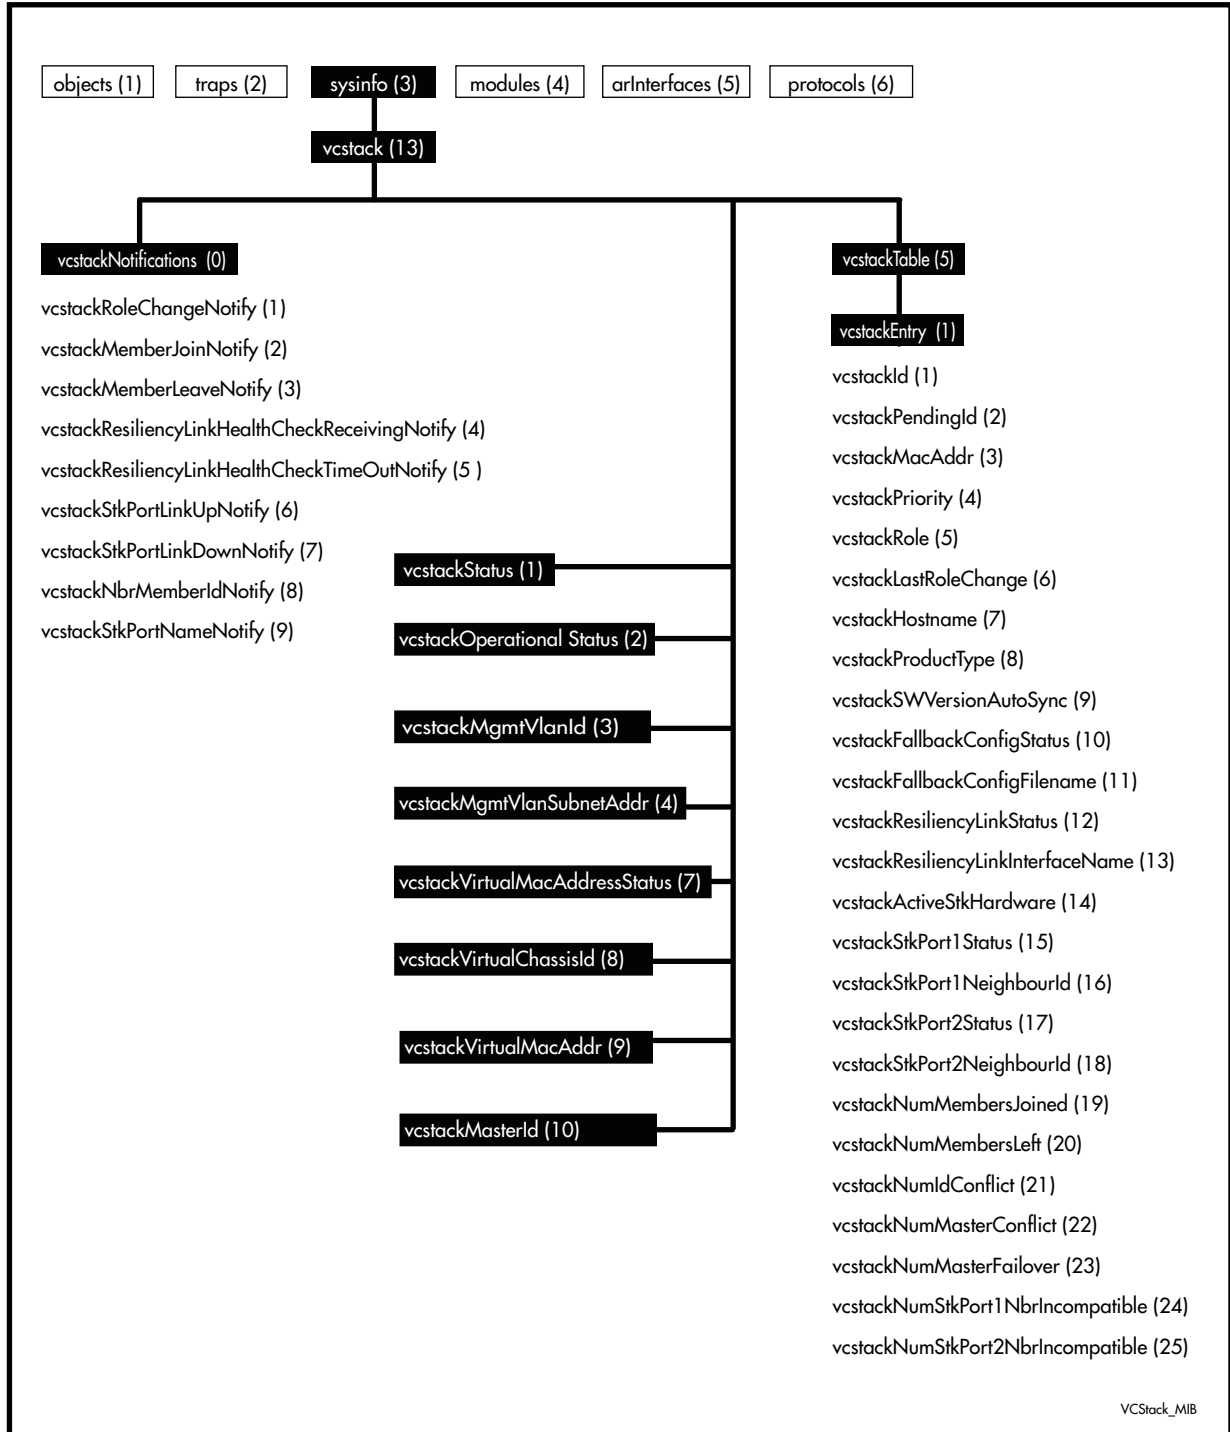 objects (1)
traps (2)
sysinfo (3)
modules (4)
arInterfaces (5)
protocols (6)
vcstack (13)
vcstackNotifications (0)
vcstackRoleChangeNotify (1)
vcstackMemberJoinNotify (2)
vcstackMemberLeaveNotify (3)
vcstackResiliencyLinkHealthCheckReceivingNotify (4)
vcstackResiliencyLinkHealthCheckTimeOutNotify (5 )
vcstackStkPortLinkUpNotify (6)
vcstackStkPortLinkDownNotify (7)
vcstackNbrMemberIdNotify (8)
vcstackStkPortNameNotify (9)
vcstackStatus (1)
vcstackOperational Status (2)
vcstackMgmtVlanId (3)
vcstackMgmtVlanSubnetAddr (4)
vcstackVirtualMacAddressStatus (7)
vcstackVirtualChassisId (8)
vcstackVirtualMacAddr (9)
vcstackMasterId (10)
vcstackTable (5)
vcstackEntry (1)
vcstackId (1)
vcstackPendingId (2)
vcstackMacAddr (3)
vcstackPriority (4)
vcstackRole (5)
vcstackLastRoleChange (6)
vcstackHostname (7)
vcstackProductType (8)
vcstackSWVersionAutoSync (9)
vcstackFallbackConfigStatus (10)
vcstackFallbackConfigFilename (11)
vcstackResiliencyLinkStatus (12)
vcstackResiliencyLinkInterfaceName (13)
vcstackActiveStkHardware (14)
vcstackStkPort1Status (15)
vcstackStkPort1NeighbourId (16)
vcstackStkPort2Status (17)
vcstackStkPort2NeighbourId (18)
vcstackNumMembersJoined (19)
vcstackNumMembersLeft (20)
vcstackNumIdConflict (21)
vcstackNumMasterConflict (22)
vcstackNumMasterFailover (23)
vcstackNumStkPort1NbrIncompatible (24)
vcstackNumStkPort2NbrIncompatible (25)
VCStack_MIB